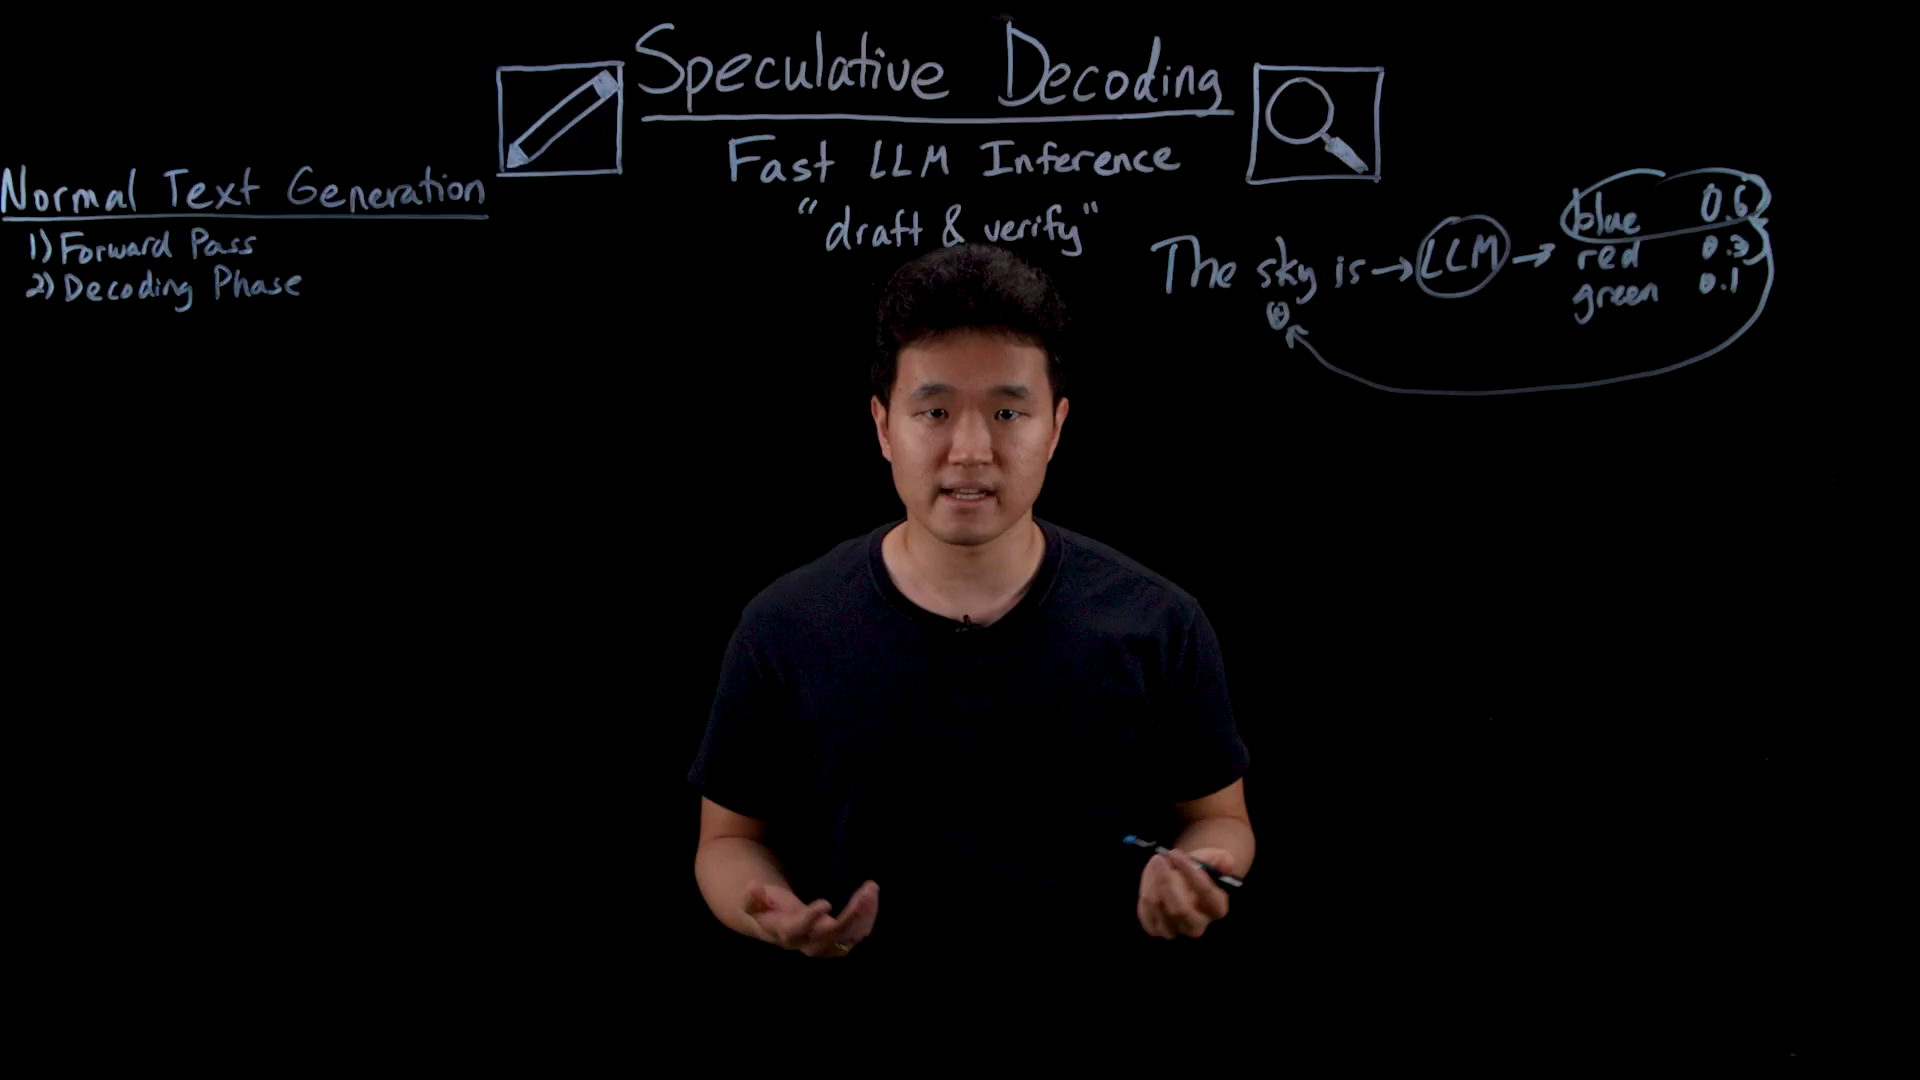 Speculative Decoding
Fast LLM Inference
"draft & verify"
Normal Text Generation
1) Forward Pass
2) Decoding Phase
The sky is → LLM →
blue 0.6
red 0.3
green 0.1